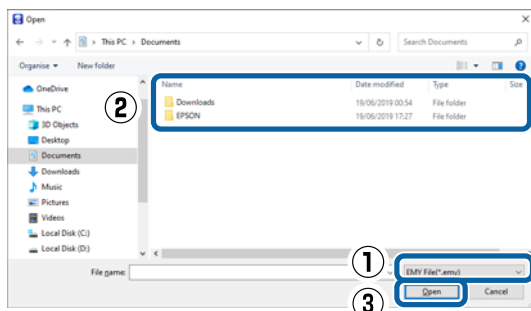 Open
This PC > Documents
Search Documents
Organise
New folder
OneDrive
This PC
3D Objects
Desktop
Documents
Downloads
Music
Pictures
Videos
Local Disk (C:)
Local Disk (D:)
②
Name Date modified Type Size
Downloads 19/06/2019 00:54 File folder
EPSON 19/06/2019 17:27 File folder
①
File name:
EMY File(*.emy)
③
Open
Cancel